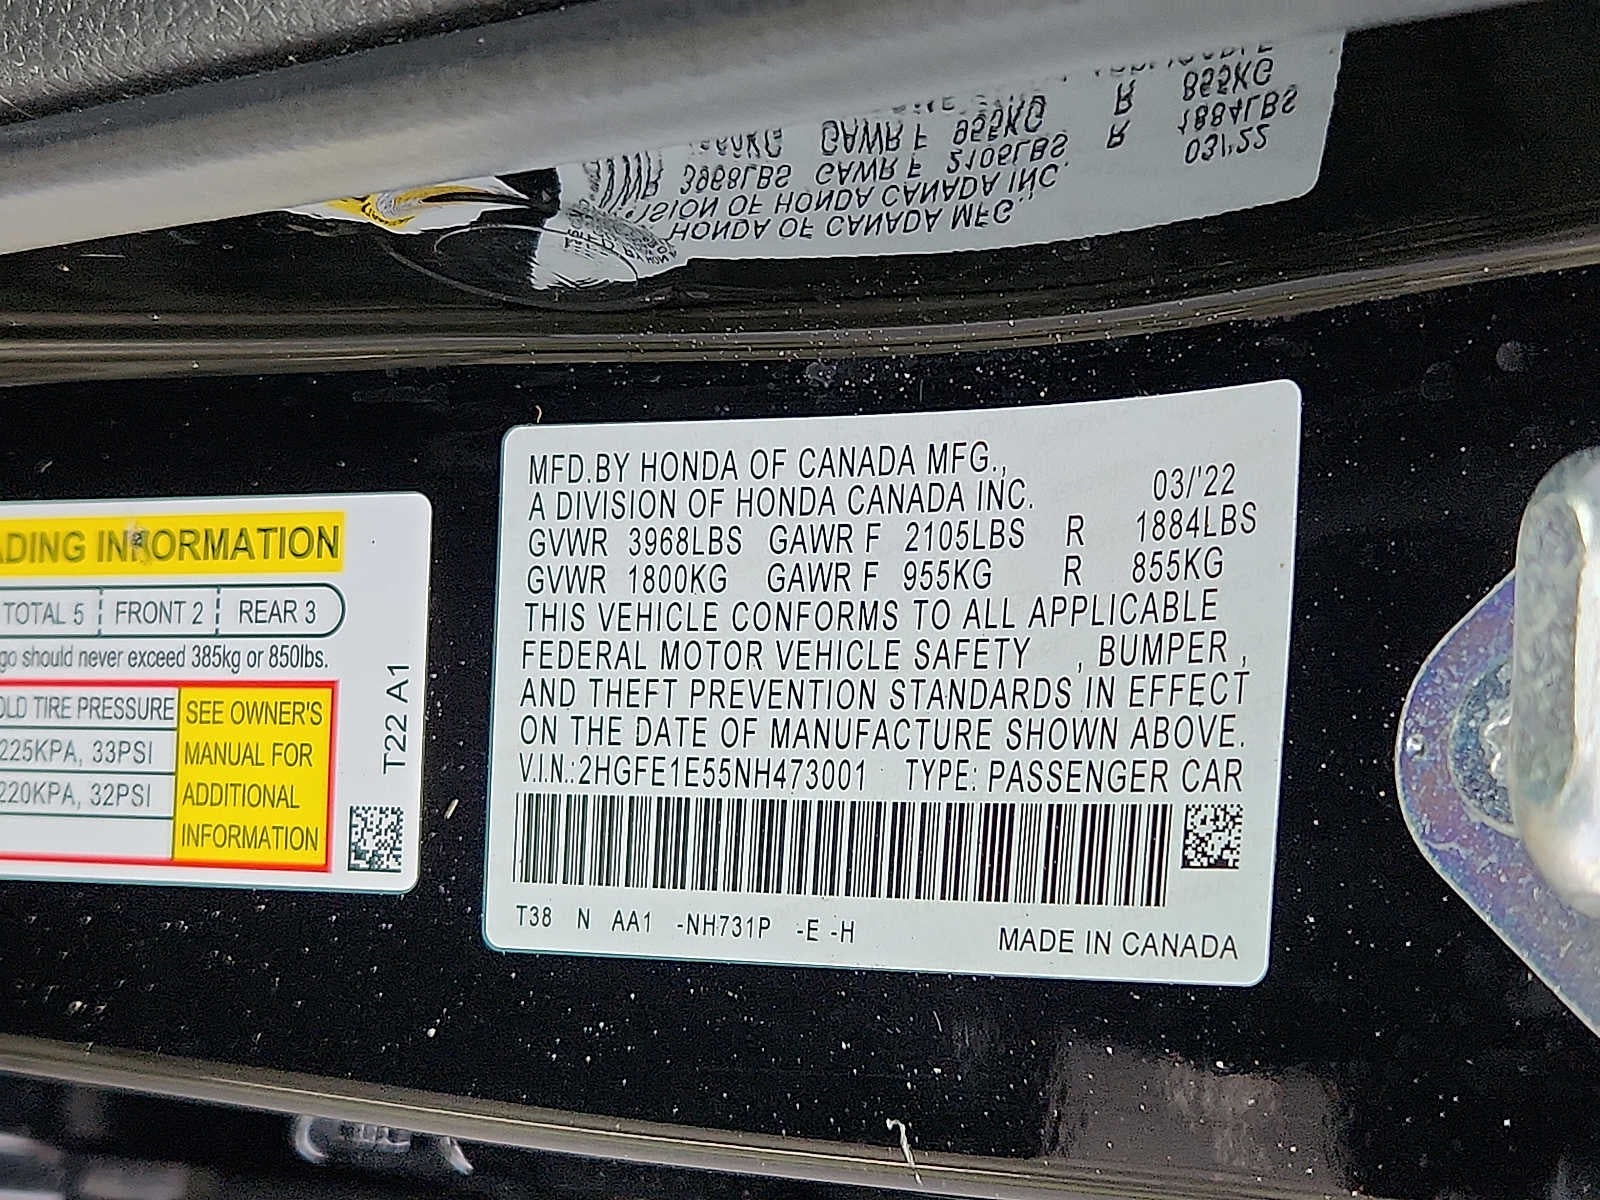 MFD.BY HONDA OF CANADA MFG.,
A DIVISION OF HONDA CANADA INC. 03/'22
GVWR 3968LBS GAWR F 2105LBS R 1884LBS
GVWR 1800KG GAWR F 955KG R 855KG
THIS VEHICLE CONFORMS TO ALL APPLICABLE
FEDERAL MOTOR VEHICLE SAFETY , BUMPER ,
AND THEFT PREVENTION STANDARDS IN EFFECT
ON THE DATE OF MANUFACTURE SHOWN ABOVE.
V.I.N.: 2HGFE1E55NH473001 TYPE: PASSENGER CAR
T38 N AA1 -NH731P -E -H
MADE IN CANADA
ADING INFORMATION
TOTAL 5 FRONT 2 REAR 3
go should never exceed 385kg or 850lbs.
OLD TIRE PRESSURE
225KPA, 33PSI
220KPA, 32PSI
SEE OWNER'S
MANUAL FOR
ADDITIONAL
INFORMATION
T22 A1